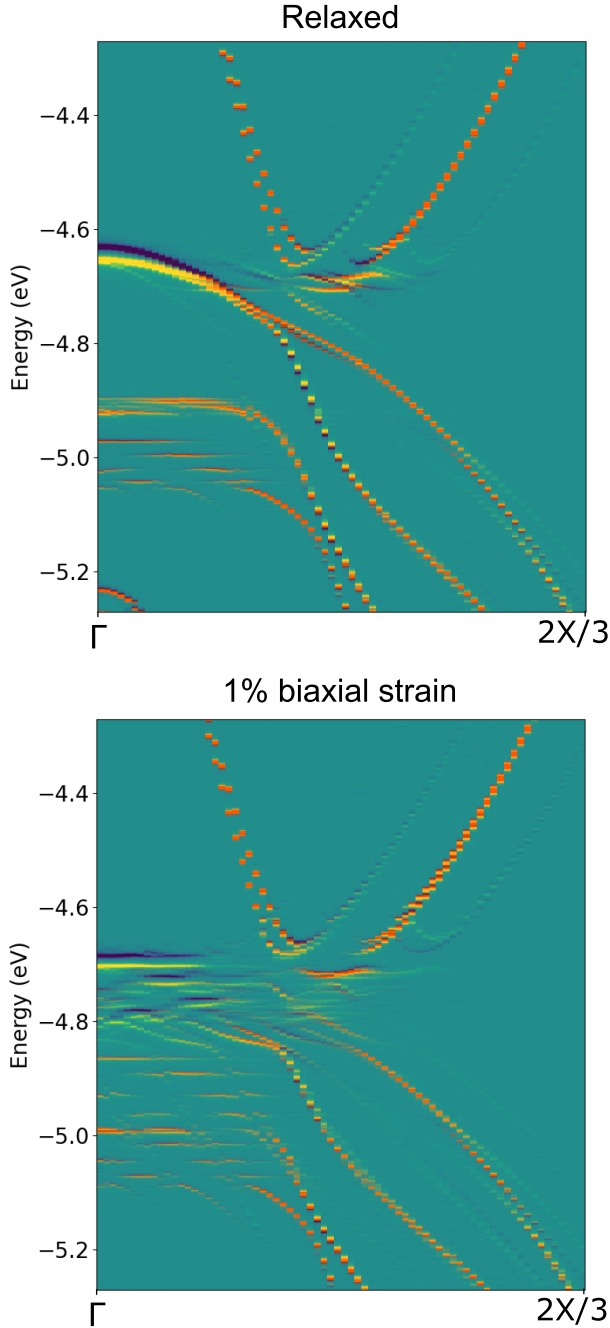 Relaxed
−4.4
−4.6
−4.8
−5.0
−5.2
Energy (eV)
Γ
2X/3
1% biaxial strain
−4.4
−4.6
−4.8
−5.0
−5.2
Energy (eV)
Γ
2X/3